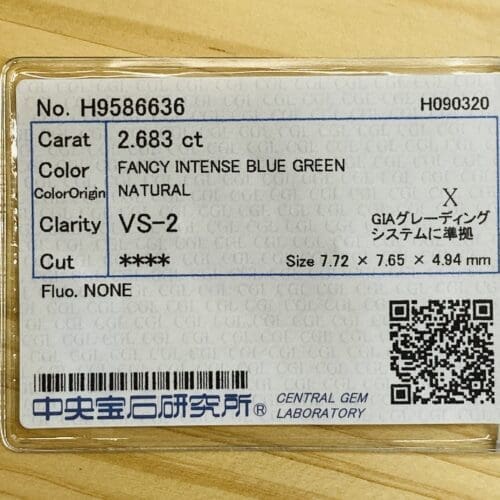 No. H9586636 H090320
Carat 2.683 ct
Color FANCY INTENSE BLUE GREEN
ColorOrigin NATURAL
X
Clarity VS-2 GIAグレーディング
システムに準拠
Cut **** Size 7.72 × 7.65 × 4.94 mm
Fluo. NONE
中央宝石研究所® CENTRAL GEM
LABORATORY